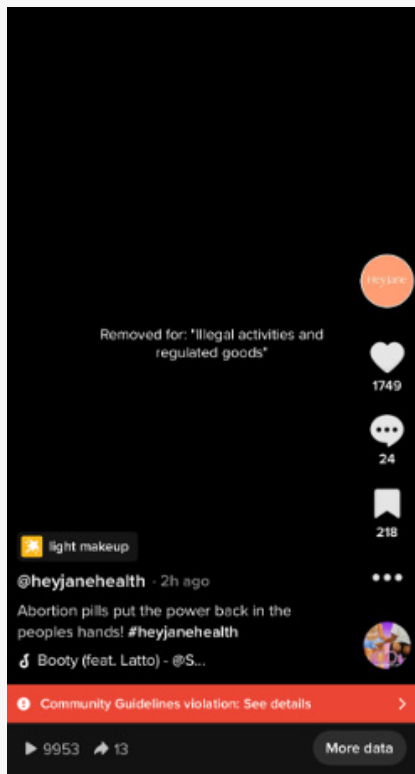 Hey Jane
Removed for: "Illegal activities and
regulated goods"
1749
24
218
light makeup
@heyjanehealth · 2h ago
Abortion pills put the power back in the
peoples hands! #heyjanehealth
Booty (feat. Latto) - @S...
Community Guidelines violation: See details
9953 13 More data